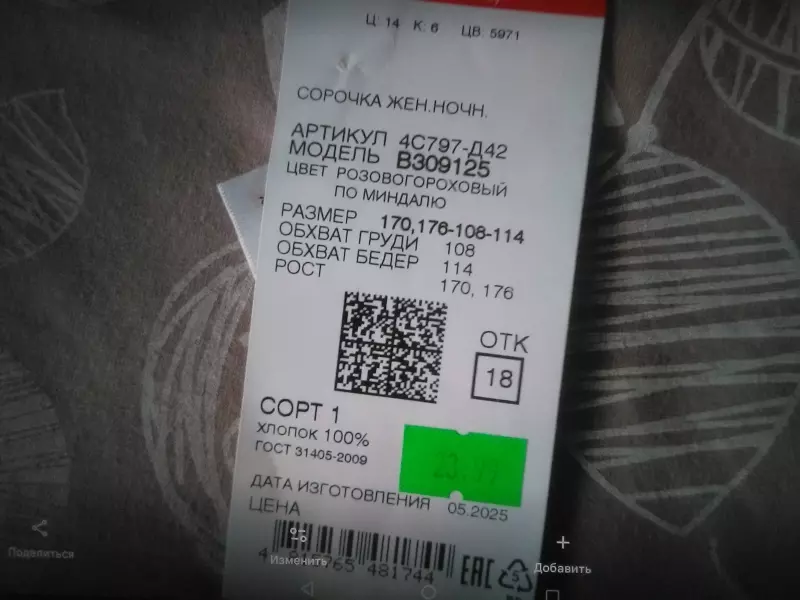 Ц: 14 К: 6 ЦВ: 5971
СОРОЧКА ЖЕН.НОЧН.
АРТИКУЛ 4С797-Д42
МОДЕЛЬ В309125
ЦВЕТ РОЗОВОГОРОХОВЫЙ
ПО МИНДАЛЮ
РАЗМЕР 170,176-108-114
ОБХВАТ ГРУДИ 108
ОБХВАТ БЕДЕР 114
РОСТ 170, 176
ОТК
18
СОРТ 1
ХЛОПОК 100%
ГОСТ 31405-2009
ДАТА ИЗГОТОВЛЕНИЯ 05.2025
ЦЕНА
481744
ЕАС
5
Поделиться
Изменить
Добавить